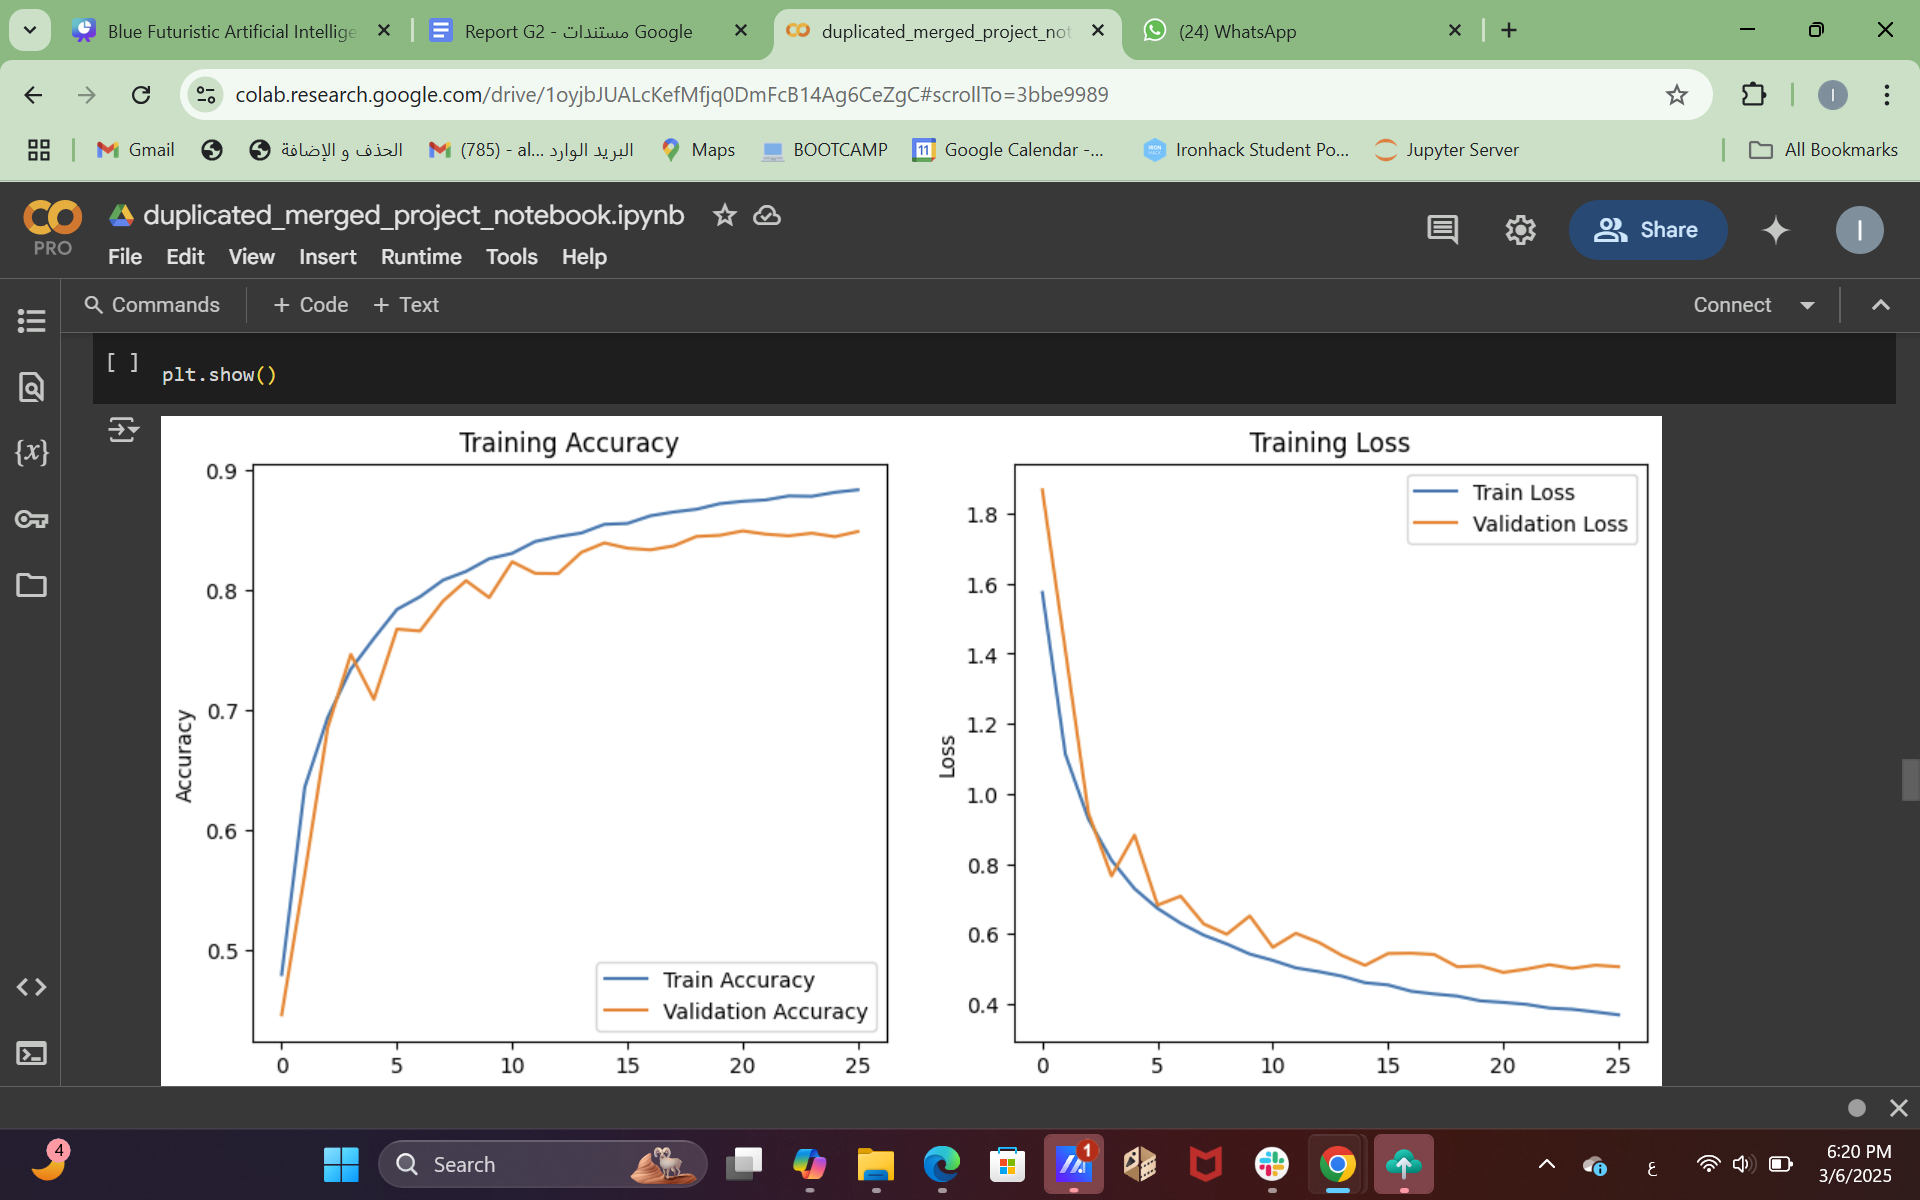 Blue Futuristic Artificial Intellige
Report G2 - مستندات Google
duplicated_merged_project_not
(24) WhatsApp
colab.research.google.com/drive/1oyjbJUALcKefMfjq0DmFcB14Ag6CeZgC#scrollTo=3bbe9989
I
Gmail
الحذف و الإضافة
(785) - al... البريد الوارد
Maps
BOOTCAMP
11
Google Calendar -...
IRON HACK
Ironhack Student Po...
Jupyter Server
All Bookmarks
PRO
duplicated_merged_project_notebook.ipynb
File Edit View Insert Runtime Tools Help
Share
I
Commands
+ Code
+ Text
Connect
[ ]
plt.show()
{x}
Training Accuracy
0.9
0.8
0.7
0.6
0.5
Accuracy
Train Accuracy
Validation Accuracy
0 5 10 15 20 25
Training Loss
1.8
1.6
1.4
1.2
1.0
0.8
0.6
0.4
Loss
Train Loss
Validation Loss
0 5 10 15 20 25
4
Search
1
ع
6:20 PM
3/6/2025